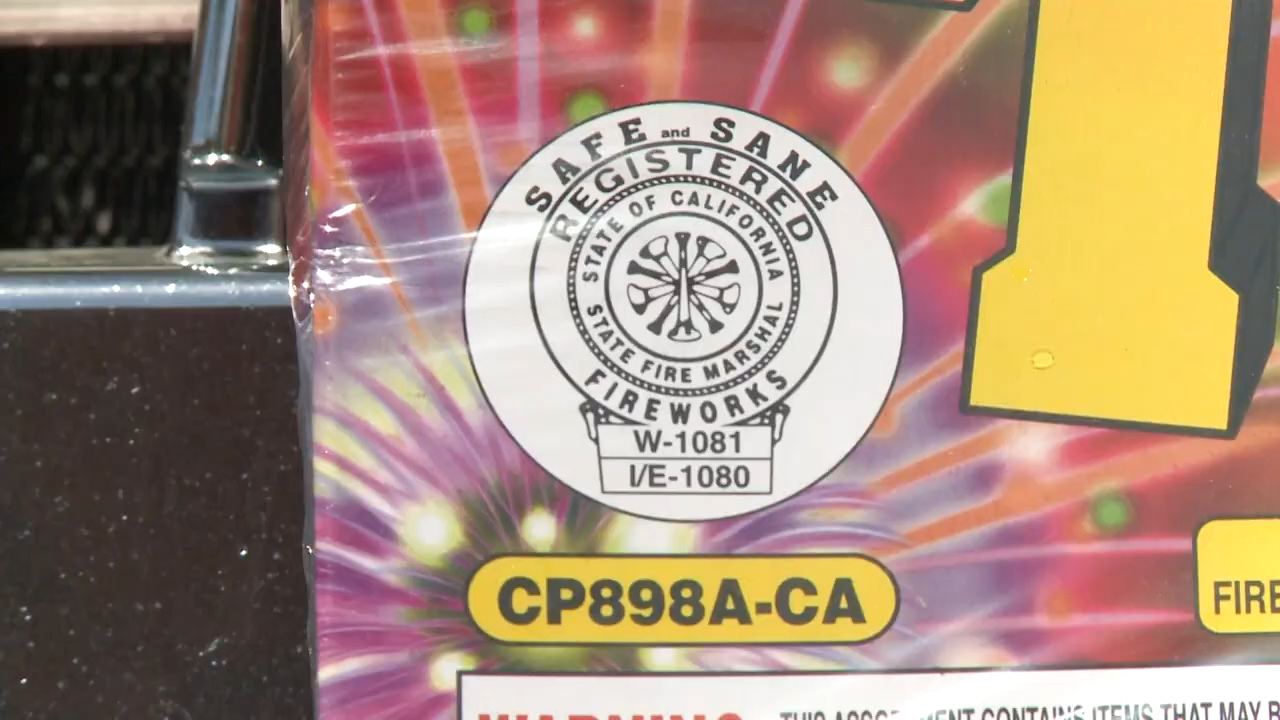 SAFE and SANE
REGISTERED
STATE OF CALIFORNIA
STATE FIRE MARSHAL
FIREWORKS
W-1081
I/E-1080
CP898A-CA
FIRE
WARNING
THIS ASSORTMENT CONTAINS ITEMS THAT MAY